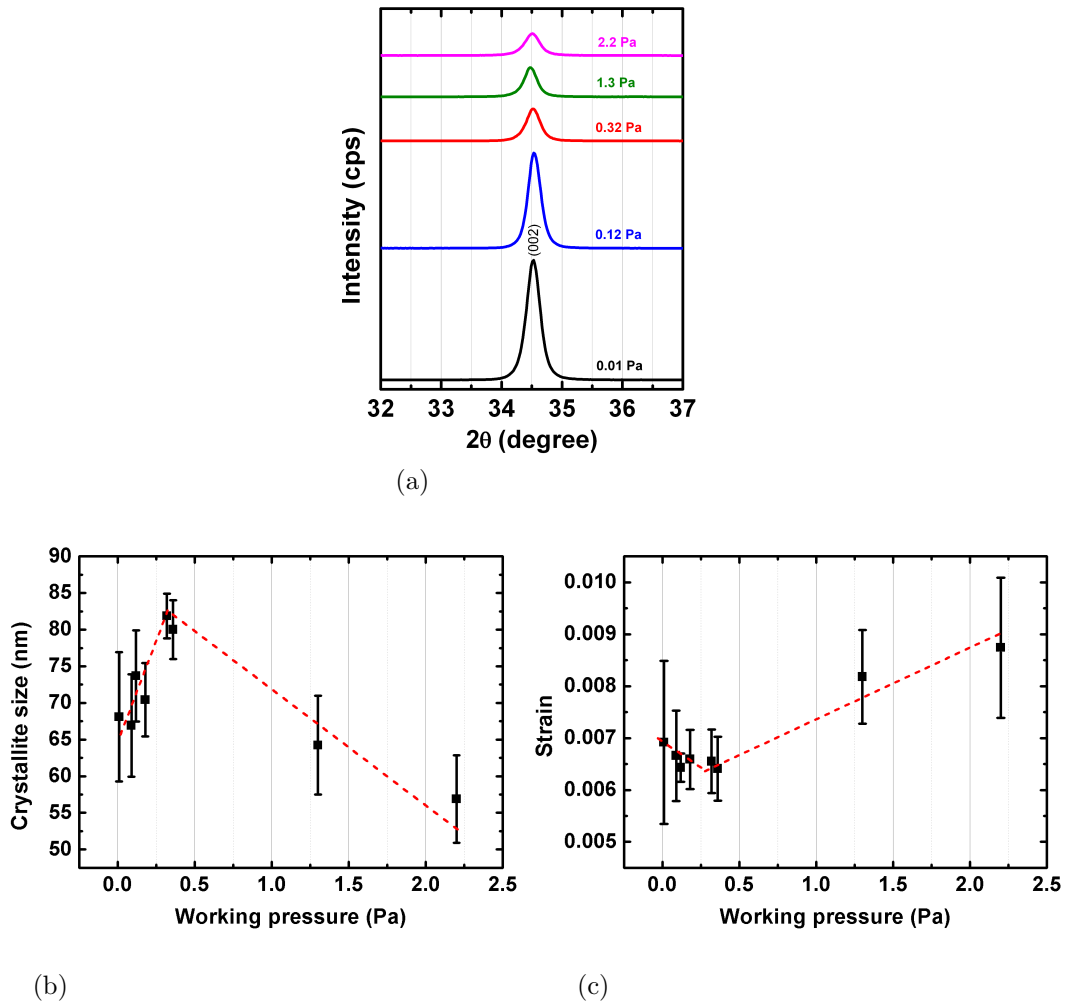 2.2 Pa
1.3 Pa
0.32 Pa
0.12 Pa
(002)
0.01 Pa
Intensity (cps)
32 33 34 35 36 37
2θ (degree)
(a)
90
85
80
75
70
65
60
55
50
Crystallite size (nm)
0.0 0.5 1.0 1.5 2.0 2.5
Working pressure (Pa)
(b)
0.010
0.009
0.008
0.007
0.006
0.005
Strain
0.0 0.5 1.0 1.5 2.0 2.5
Working pressure (Pa)
(c)